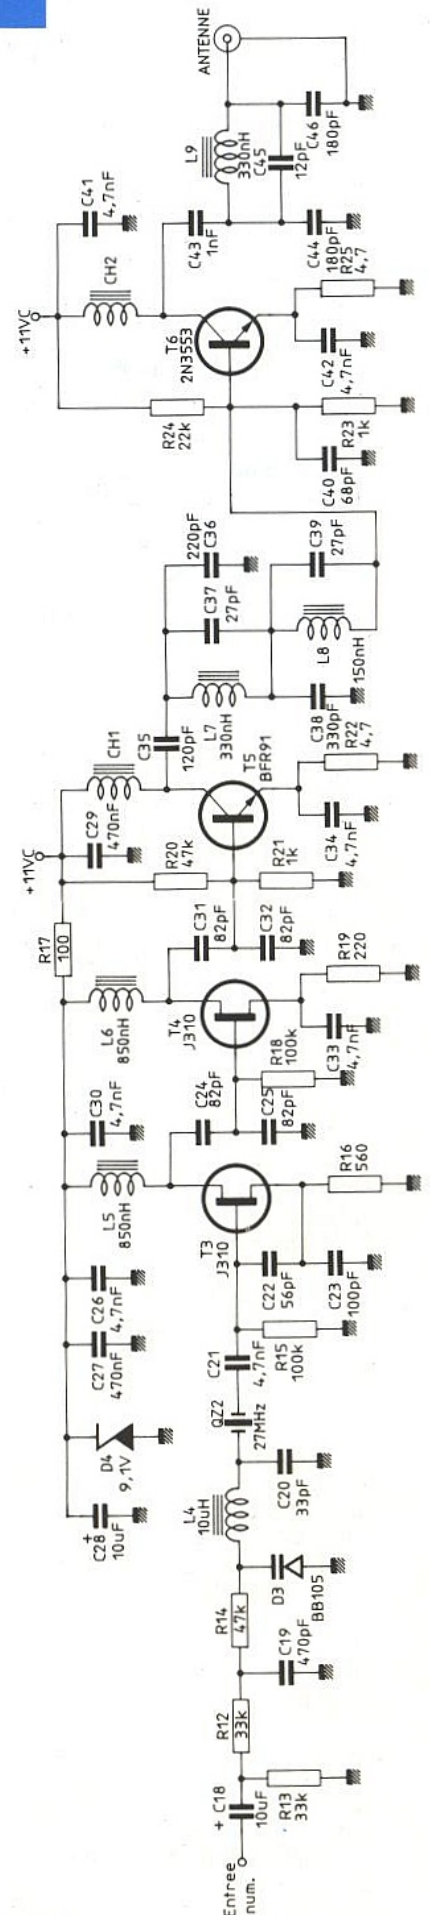 ANTENNE
C46
180pF
L9
330nH
C45
12pF
C41
4,7nF
C43
1nF
C44
180pF
CH2
R25
4,7
+11VC
T6
2N3553
C42
4,7nF
R24
22k
R23
1k
C40
68pF
220pF
C36
C39
27pF
C37
27pF
L8
150nH
L7
330nH
C38
330pF
CH1
C35
120pF
R22
4,7
T5
BFR91
C29
470nF
C34
4,7nF
+11VC
R20
47k
R21
1k
R17
100
C31
82pF
C32
82pF
R19
220
L6
850nH
T4
J310
C33
4,7nF
R18
100k
C30
4,7nF
C24
82pF
C25
82pF
L5
850nH
R16
560
T3
J310
C22
56pF
C23
100pF
C26
4,7nF
C21
4,7nF
R15
100k
C27
470nF
QZ2
27MHz
D4
9,1V
C20
33pF
L4
10uH
+
C28
10uF
D3
BB105
R14
47k
C19
470pF
R12
33k
+ C18
10uF
R13
33k
Entree
num.